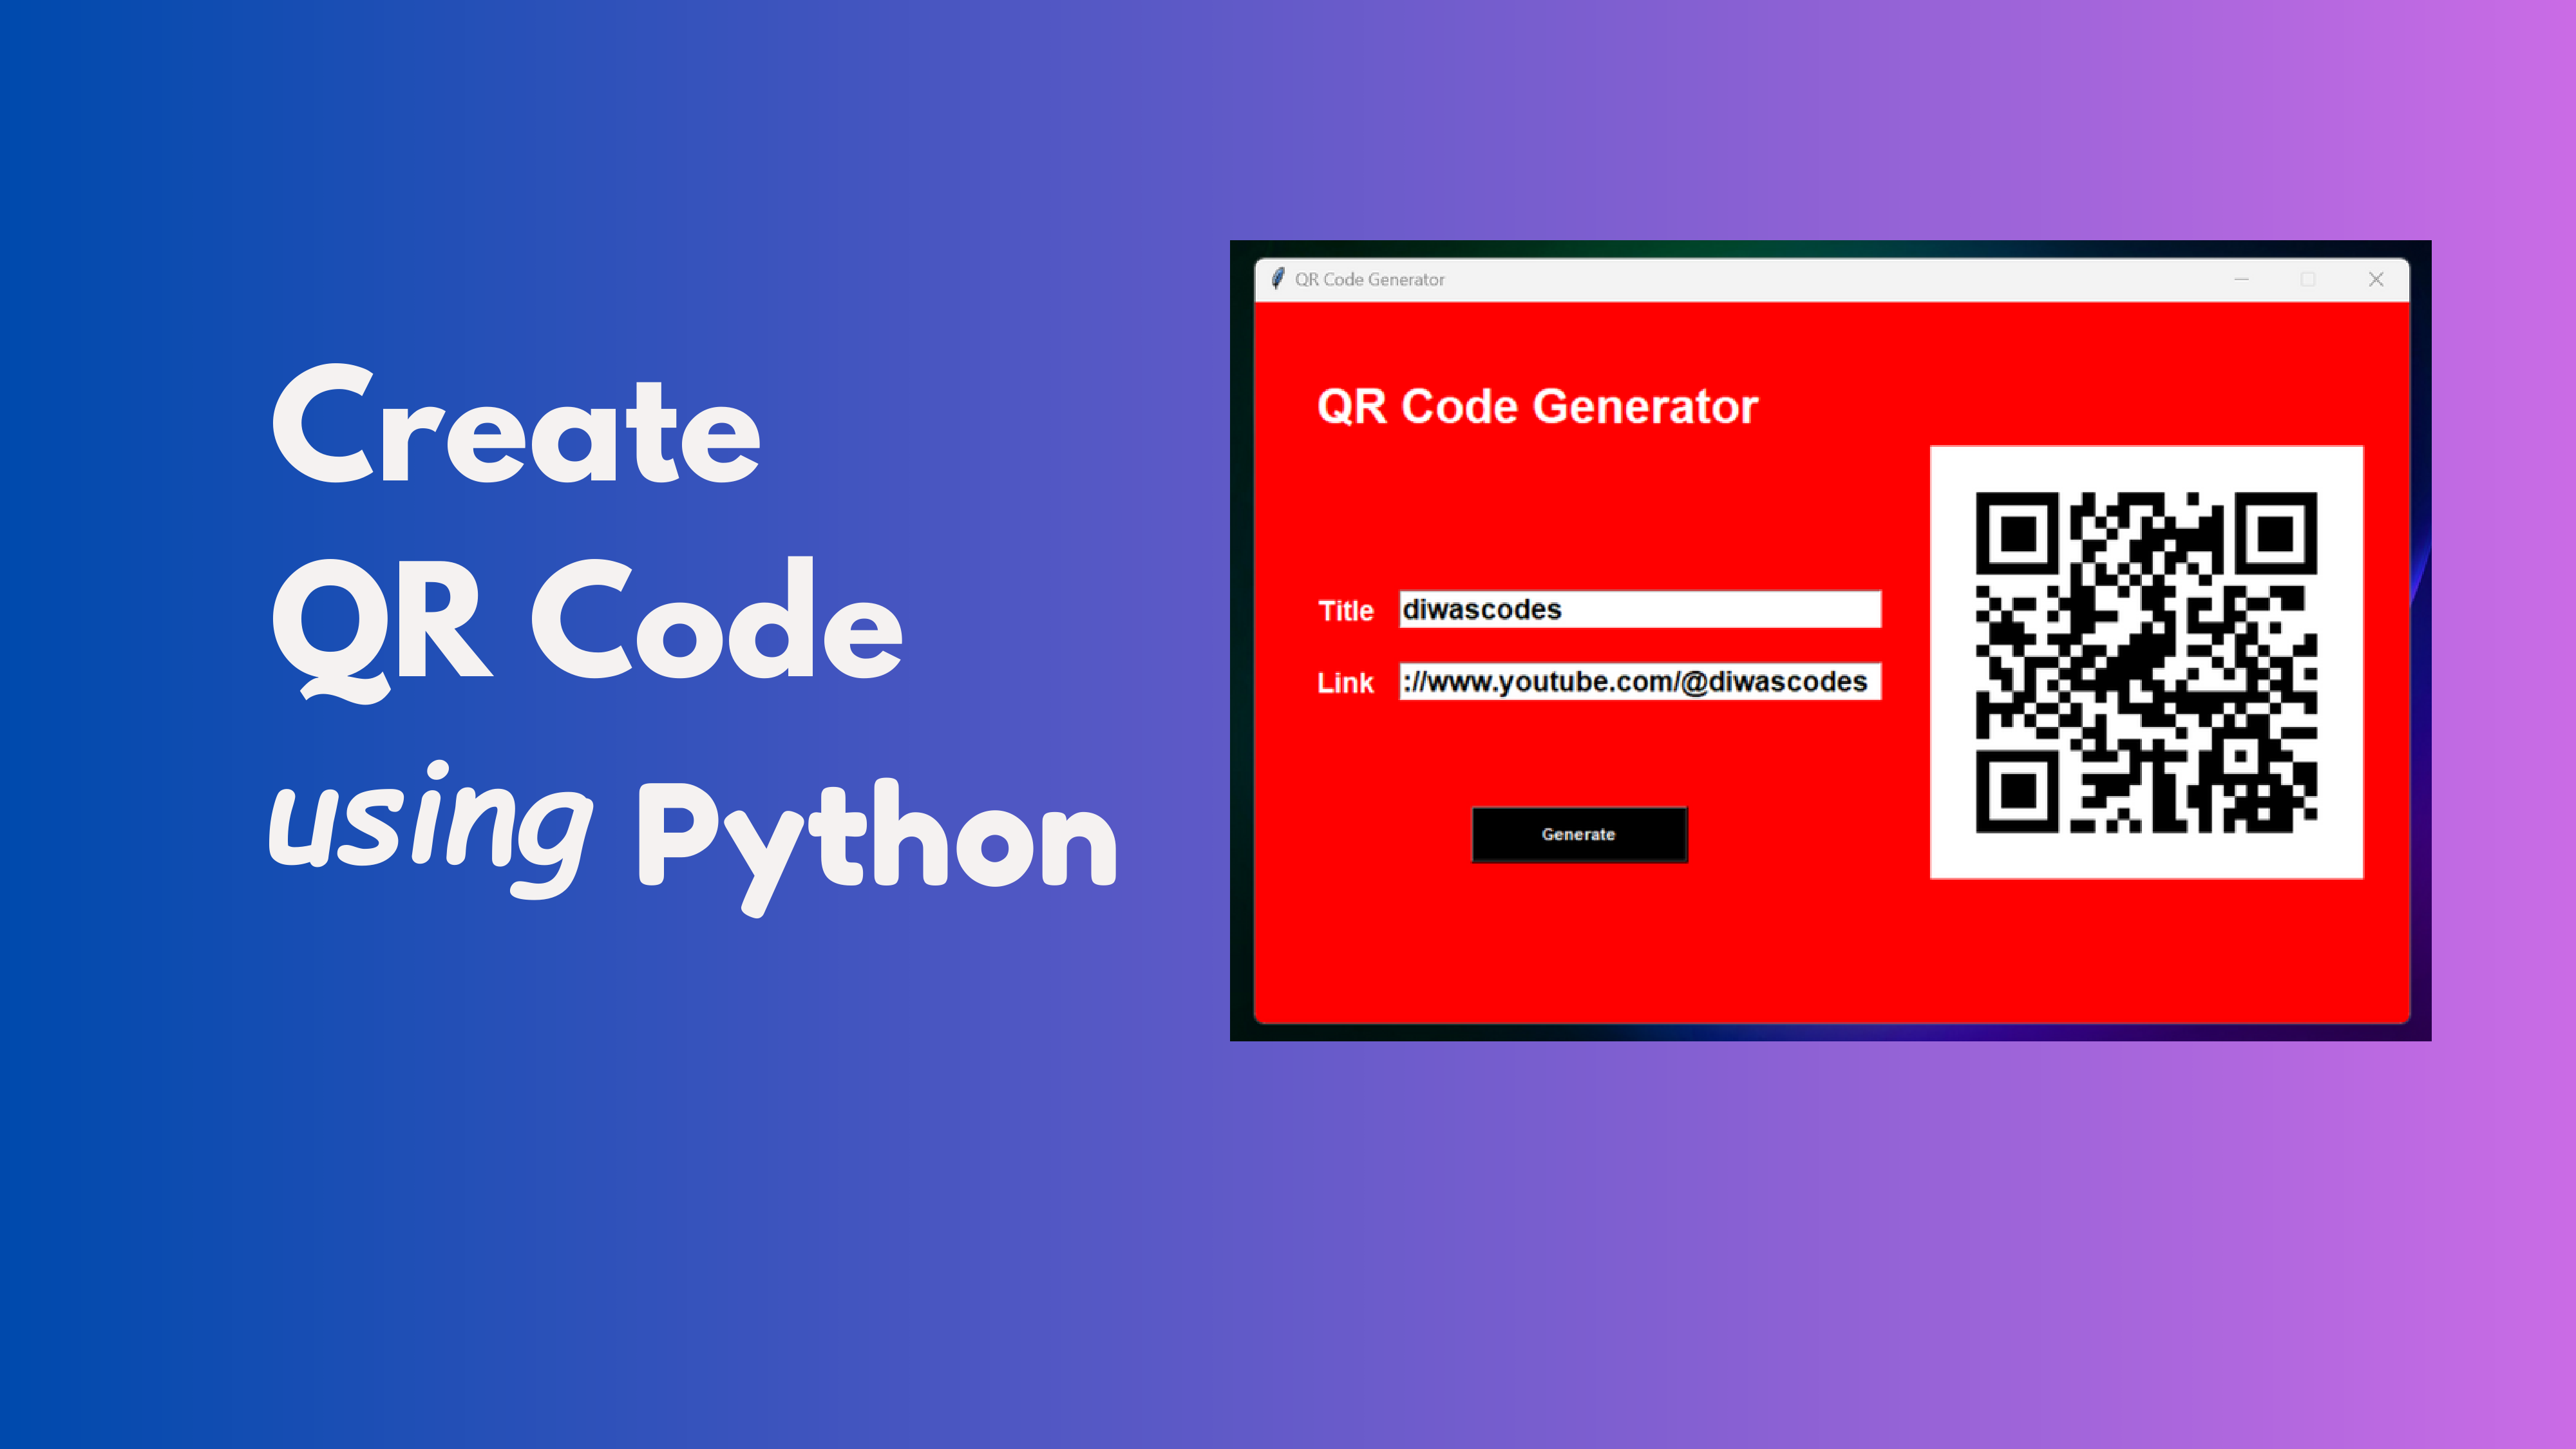 Create
QR Code
using Python
QR Code Generator
QR Code Generator
Title diwascodes
Link ://www.youtube.com/@diwascodes
Generate